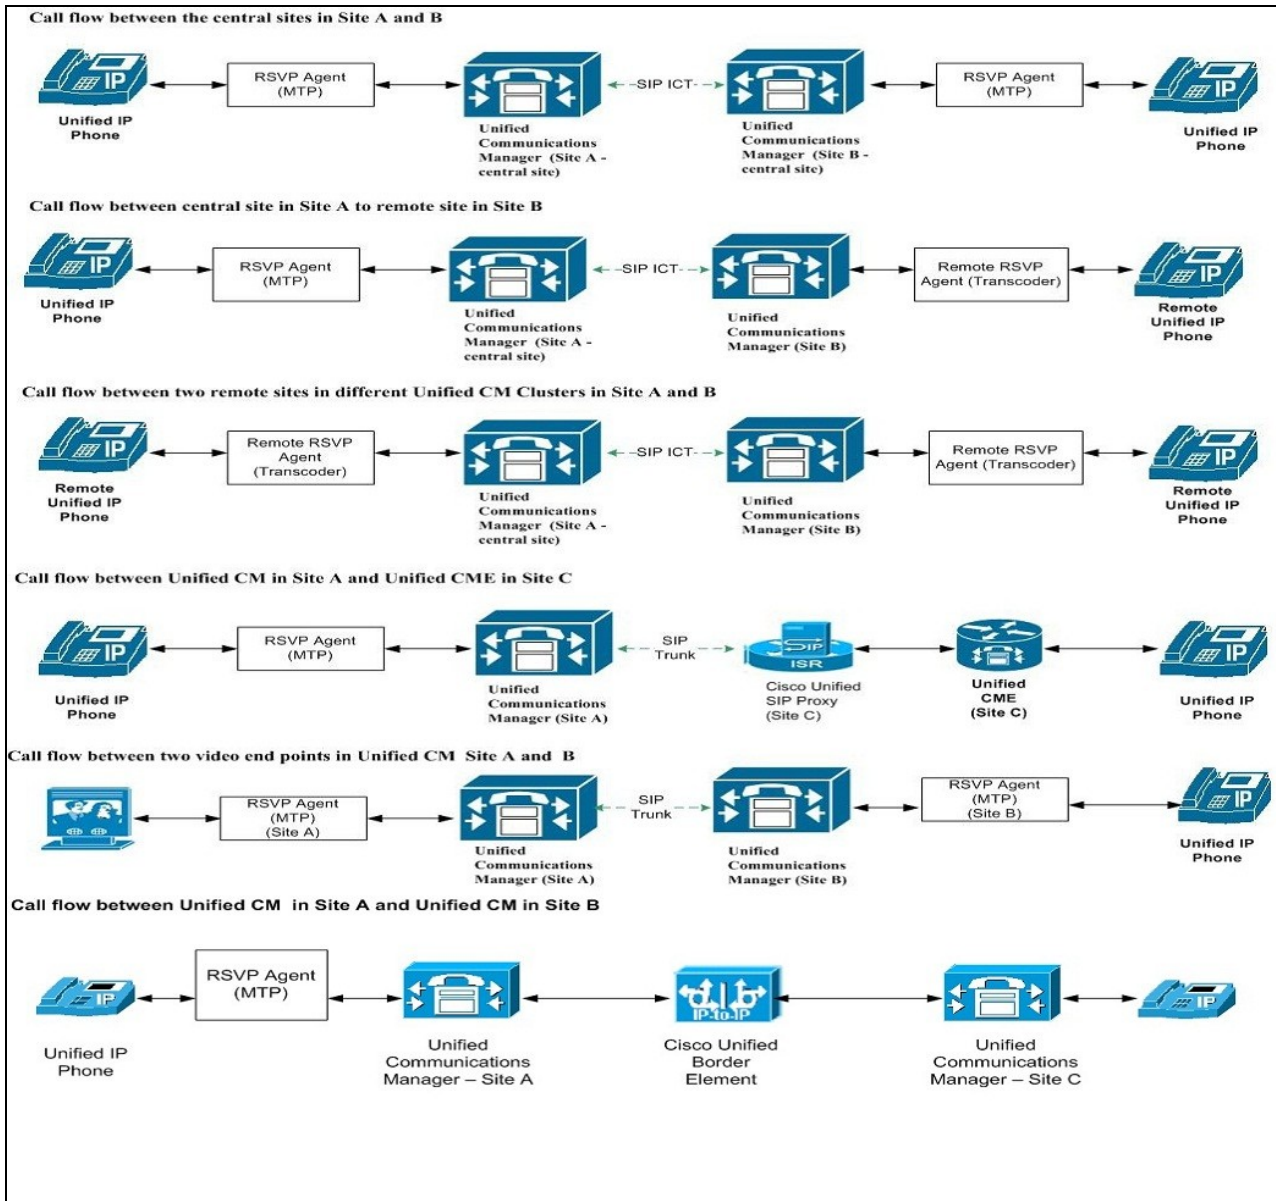 Call flow between the central sites in Site A and B
IP
Unified IP
Phone
RSVP Agent
(MTP)
Unified
Communications
Manager (Site A -
central site)
SIP ICT
Unified
Communications
Manager (Site B -
central site)
RSVP Agent
(MTP)
IP
Unified IP
Phone
Call flow between central site in Site A to remote site in Site B
IP
Unified IP
Phone
RSVP Agent
(MTP)
Unified
Communications
Manager (Site A -
central site)
SIP ICT
Unified
Communications
Manager (Site B)
Remote RSVP
Agent (Transcoder)
IP
Remote
Unified IP
Phone
Call flow between two remote sites in different Unified CM Clusters in Site A and B
IP
Remote
Unified IP
Phone
Remote RSVP
Agent
(Transcoder)
Unified
Communications
Manager (Site A -
central site)
SIP ICT
Unified
Communications
Manager (Site B)
Remote RSVP
Agent (Transcoder)
IP
Remote
Unified IP
Phone
Call flow between Unified CM in Site A and Unified CME in Site C
IP
Unified IP
Phone
RSVP Agent
(MTP)
Unified
Communications
Manager (Site A)
SIP
Trunk
SIP
ISR
Cisco Unified
SIP Proxy
(Site C)
Unified
CME
(Site C)
IP
Unified IP
Phone
Call flow between two video end points in Unified CM Site A and B
RSVP Agent
(MTP)
(Site A)
Unified
Communications
Manager (Site A)
SIP
Trunk
Unified
Communications
Manager (Site B)
RSVP Agent
(MTP)
(Site B)
IP
Unified IP
Phone
Call flow between Unified CM in Site A and Unified CM in Site B
IP
Unified IP
Phone
RSVP Agent
(MTP)
Unified
Communications
Manager – Site A
IP-to-IP
Cisco Unified
Border
Element
Unified
Communications
Manager – Site C
IP